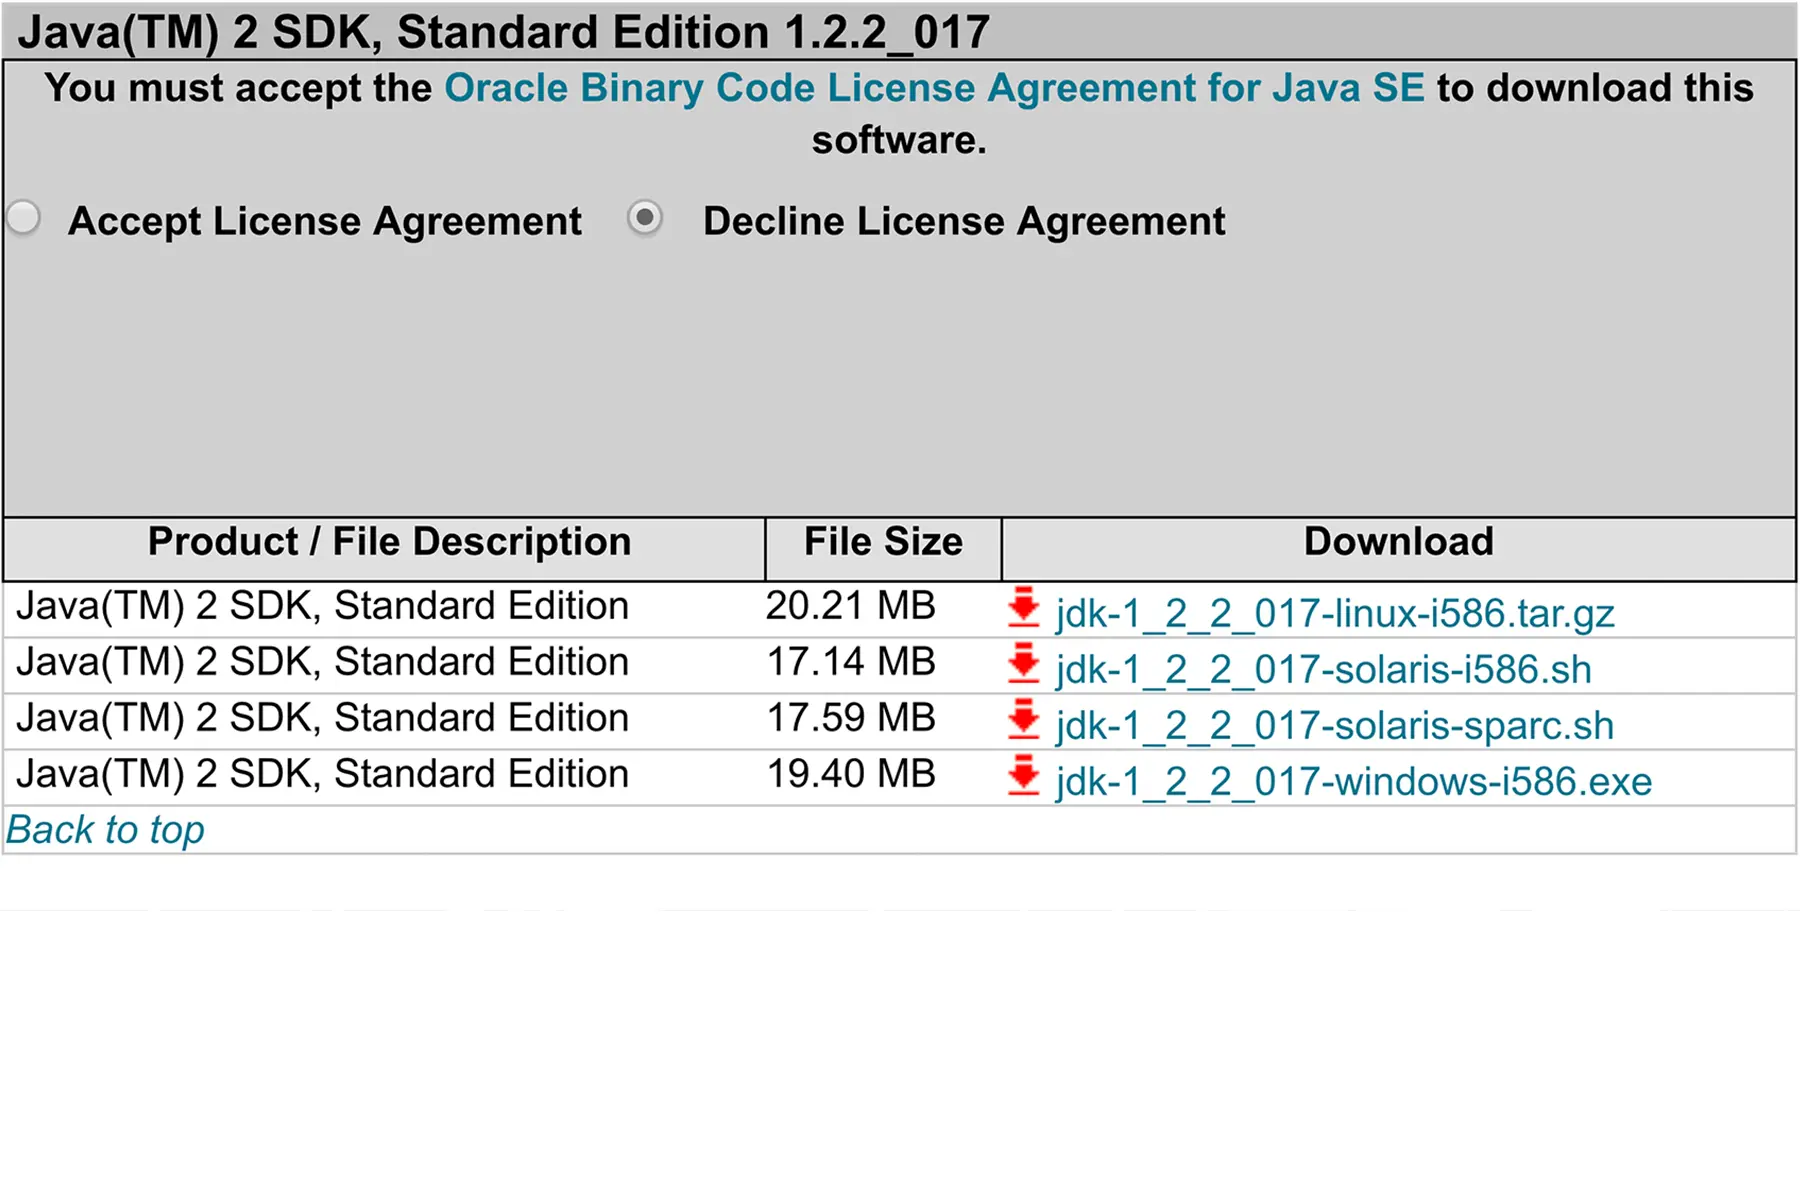 Java(TM) 2 SDK, Standard Edition 1.2.2_017
You must accept the Oracle Binary Code License Agreement for Java SE to download this
software.
Accept License Agreement Decline License Agreement
Product / File Description File Size Download
Java(TM) 2 SDK, Standard Edition 20.21 MB jdk-1_2_2_017-linux-i586.tar.gz
Java(TM) 2 SDK, Standard Edition 17.14 MB jdk-1_2_2_017-solaris-i586.sh
Java(TM) 2 SDK, Standard Edition 17.59 MB jdk-1_2_2_017-solaris-sparc.sh
Java(TM) 2 SDK, Standard Edition 19.40 MB jdk-1_2_2_017-windows-i586.exe
Back to top